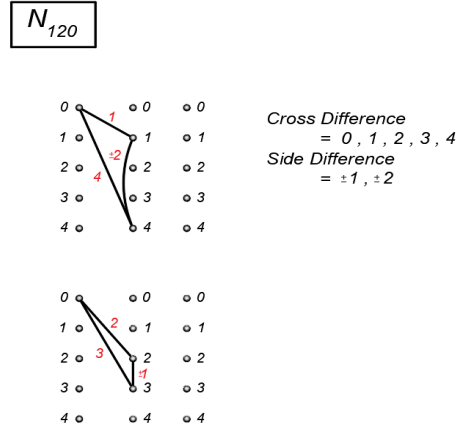 N120
0 0 0
1
1 1 1
±2
2 2 2
4
3 3 3
4 4 4
Cross Difference
= 0 , 1 , 2 , 3 , 4
Side Difference
= ±1 , ±2
0 0 0
2
1 1 1
3
2 2 2
±1
3 3 3
4 4 4